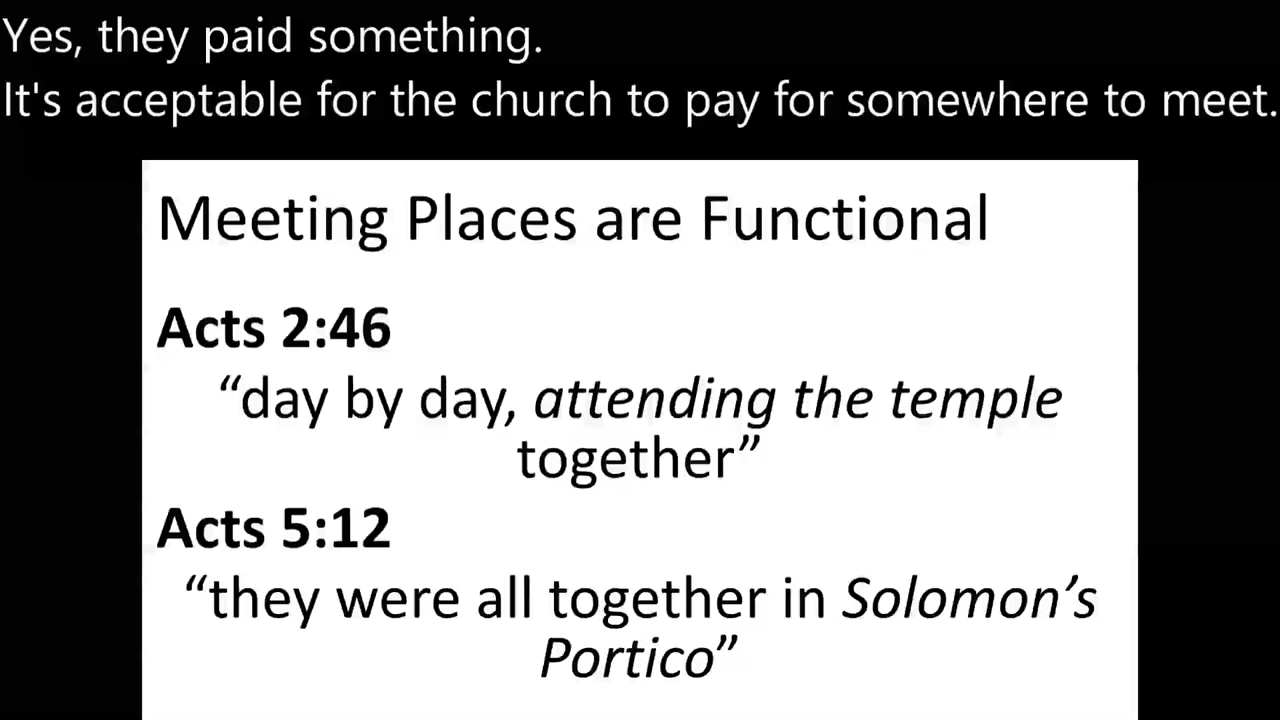 Yes, they paid something.
It's acceptable for the church to pay for somewhere to meet.
Meeting Places are Functional
Acts 2:46
“day by day, attending the temple
together”
Acts 5:12
“they were all together in Solomon’s
Portico”